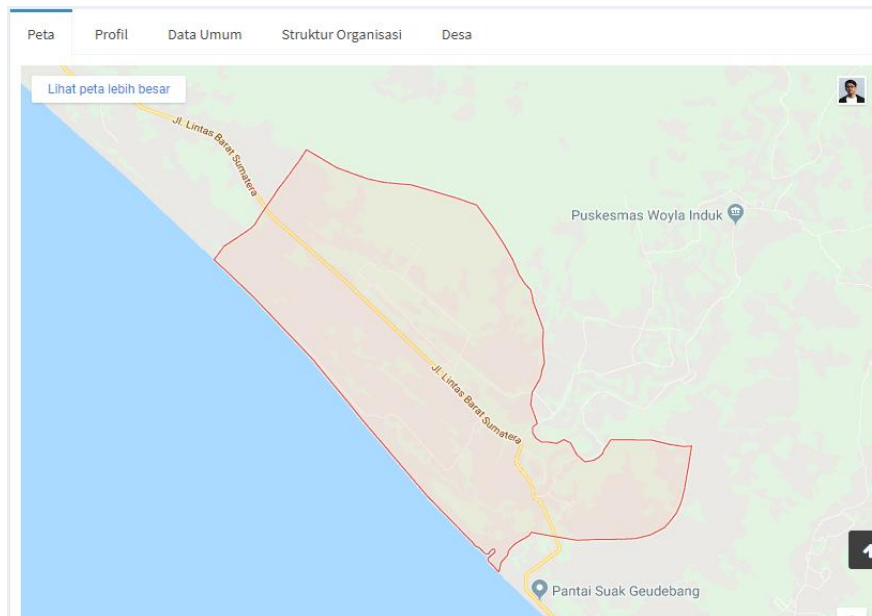 Peta Profil Data Umum Struktur Organisasi Desa
Lihat peta lebih besar
Jl. Lintas Barat Sumatera
Puskesmas Woyla Induk
Jl. Lintas Barat Sumatera
Pantai Suak Geudebang